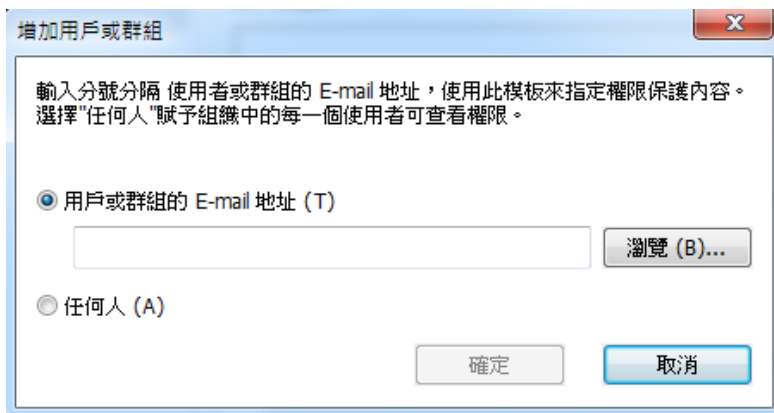 增加用戶或群組
輸入分號分隔 使用者或群組的 E-mail 地址，使用此模板來指定權限保護內容。
選擇"任何人"賦予組織中的每一個使用者可查看權限。
用戶或群組的 E-mail 地址 (T)
瀏覽 (B)...
任何人 (A)
確定
取消